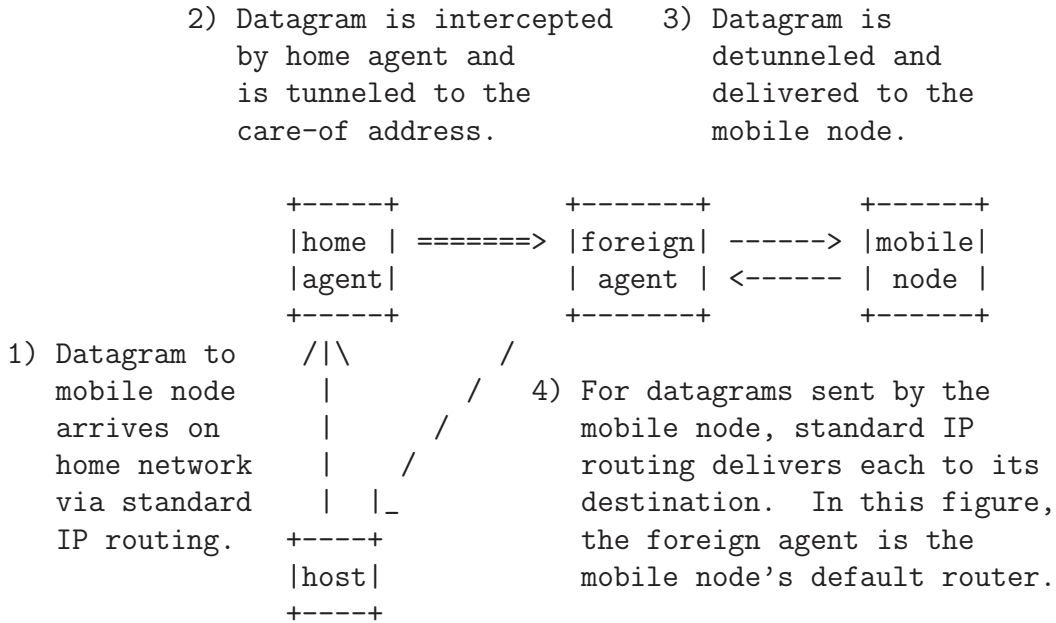 2) Datagram is intercepted   3) Datagram is
   by home agent and            detunneled and
   is tunneled to the           delivered to the
   care-of address.             mobile node.

                 +-----+          +-------+         +------+
                 |home | =======> |foreign| ------> |mobile|
                 |agent|          | agent | <------ | node |
                 +-----+          +-------+         +------+
1) Datagram to    /|\         /
   mobile node     |        /   4) For datagrams sent by the
   arrives on      |      /        mobile node, standard IP
   home network    |    /          routing delivers each to its
   via standard    |  |_           destination.  In this figure,
   IP routing.   +----+            the foreign agent is the
                 |host|            mobile node's default router.
                 +----+